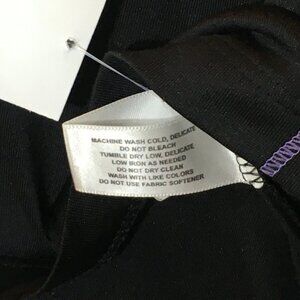 MACHINE WASH COLD, DELICATE
DO NOT BLEACH
TUMBLE DRY LOW, DELICATE
LOW IRON AS NEEDED
DO NOT DRY CLEAN
WASH WITH LIKE COLORS
DO NOT USE FABRIC SOFTENER